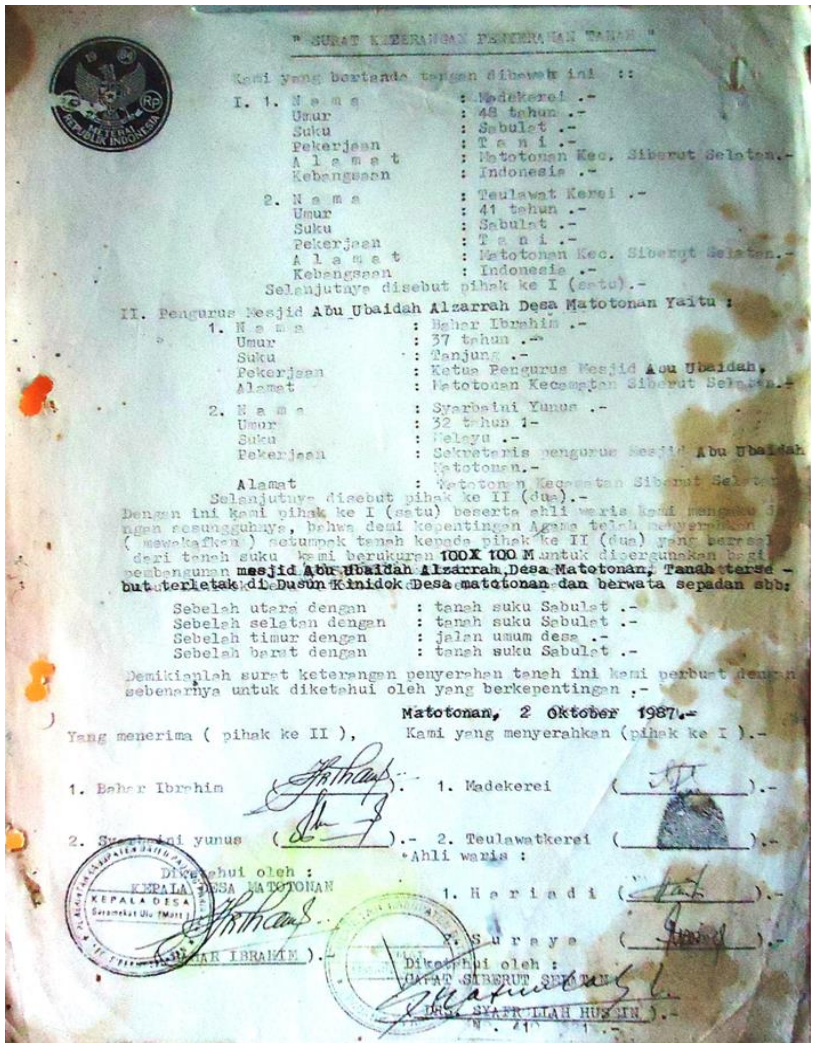 " SURAT KETERANGAN PENYERAHAN TANAH "
19 84
RP
METERAI
REPUBLIK INDONESIA
Kami yang bertanda tangan dibawah ini ::
I. 1. N a m a : Madekerei .-
Umur : 48 tahun .-
Suku : Sabulat .-
Pekerjaan : T a n i .-
A l a m a t : Matotonan Kec. Siberut Selatan.-
Kebangsaan : Indonesia .-
2. N a m a : Teulawat Kerei .-
Umur : 41 tahun .-
Suku : Sabulat .-
Pekerjaan : T a n i .-
A l a m a t : Matotonan Kec. Siberut Selatan.-
Kebangsaan : Indonesia .-
Selanjutnya disebut pihak ke I (satu).-
II. Pengurus Mesjid Abu Ubaidah Alzarrah Desa Matotonan Yaitu :
1. N a m a : Bahar Ibrahim .-
Umur : 37 tahun .-
Suku : Tanjung .-
Pekerjaan : Ketua Pengurus Mesjid Abu Ubaidah,
Alamat : Matotonan Kecamatan Siberut Selatan.-
2. N a m a : Syarbaini Yunus .-
Umur : 32 tahun 1-
Suku : Melayu .-
Pekerjaan : Sekretaris pengurus Mesjid Abu Ubaidah
Matotonan.-
Alamat : Matotonan Kecamatan Siberut Selatan
Selanjutnya disebut pihak ke II (dua).-
Dengan ini kami pihak ke I (satu) beserta ahli waris kami mengaku de
ngan sesungguhnya, bahwa demi kepentingan Agama telah menyerahkan
( mewakafkan ) setumpak tanah kepada pihak ke II (dua) yang berasal
dari tanah suku kami berukuran 100X 100 M untuk dipergunakan bagi
pembangunan mesjid Abu Ubaidah Alzarrah Desa Matotonan, Tanah terse -
but terletak di Dusun Kinidok Desa matotonan dan berwata sepadan sbb:
Sebelah utara dengan : tanah suku Sabulat .-
Sebelah selatan dengan : tanah suku Sabulat .-
Sebelah timur dengan : jalan umum desa .-
Sebelah barat dengan : tanah suku Sabulat .-
Demikianlah surat keterangan penyerahan tanah ini kami perbuat dengan
sebenarnya untuk diketahui oleh yang berkepentingan .-
Matotonan, 2 Oktober 1987.-
Yang menerima ( pihak ke II ), Kami yang menyerahkan (pihak ke I ).-
1. Bahar Ibrahim ( ). 1. Madekerei ( ).-
2. Syarbaini yunus ( ).- 2. Teulawatkerei ( ).-
Ahli waris :
Diketahui oleh :
KEPALA DESA MATOTONAN
1. H a r i a d i ( ).-
KEPALA DESA
2. S u r a y a ( ).-
BAHAR IBRAHIM ).-
Diketahui oleh :
CAMAT SIBERUT SELATAN
DRS. SYAFRULLAH HUSEIN ).-